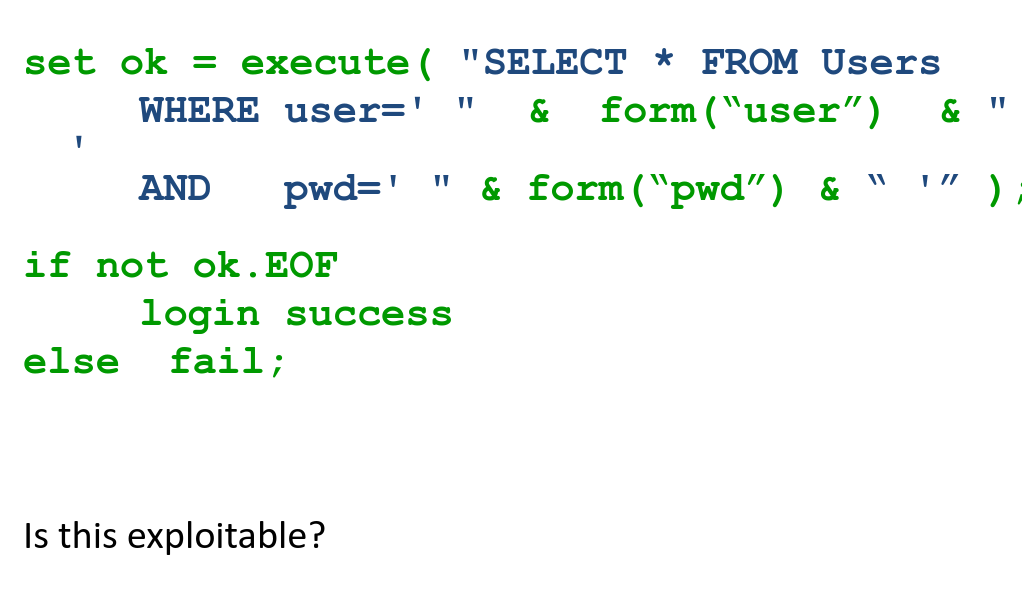 set ok = execute( "SELECT * FROM Users
WHERE user=' " & form(“user”) & "
'
AND pwd=' " & form(“pwd”) & “ '” );
if not ok.EOF
login success
else fail;
Is this exploitable?